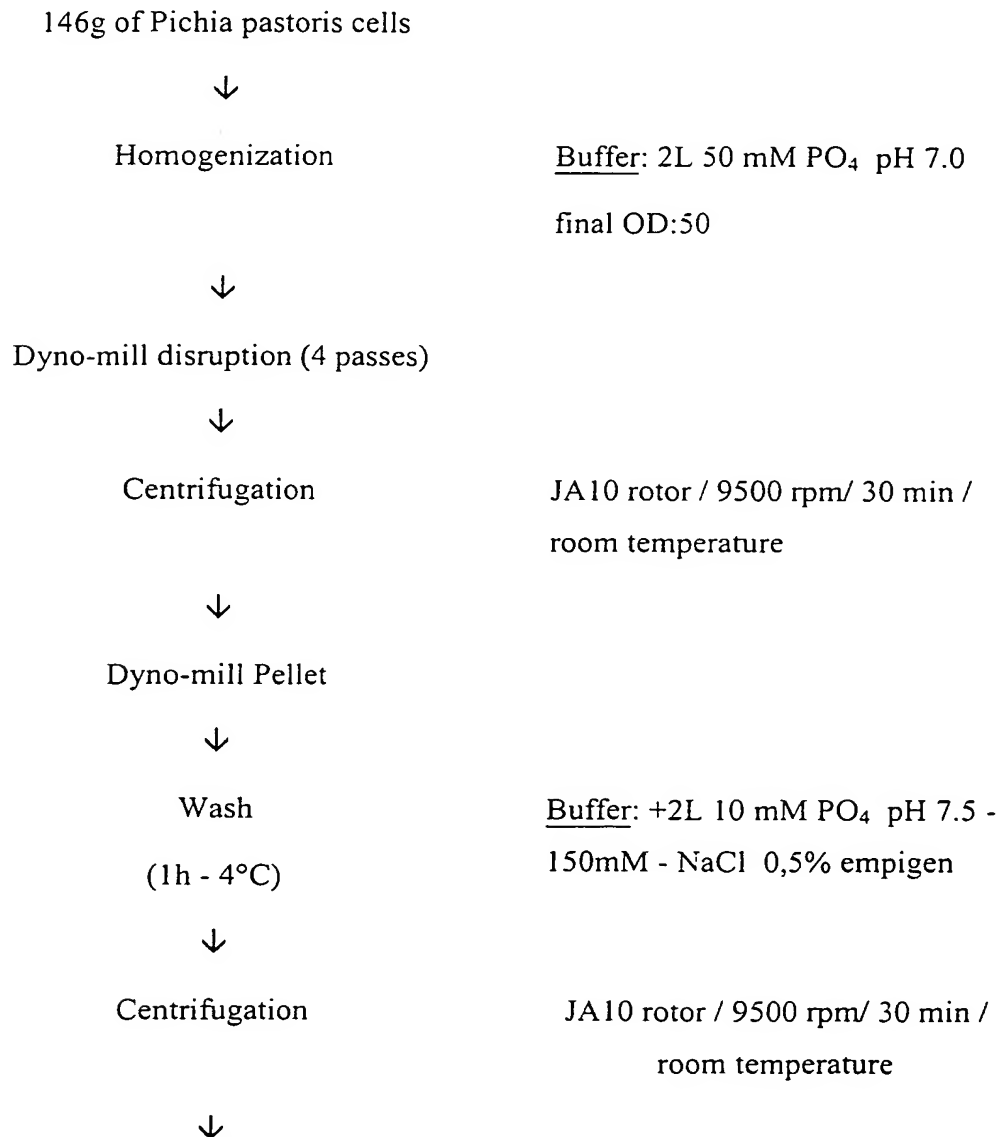 146g of Pichia pastoris cells
↓
Homogenization
Buffer: 2L 50 mM PO₄ pH 7.0
final OD:50
↓
Dyno-mill disruption (4 passes)
↓
Centrifugation
JA10 rotor / 9500 rpm/ 30 min /
room temperature
↓
Dyno-mill Pellet
↓
Wash
(1h - 4°C)
Buffer: +2L 10 mM PO₄ pH 7.5 -
150mM - NaCl 0,5% empigen
↓
Centrifugation
JA10 rotor / 9500 rpm/ 30 min /
room temperature
↓